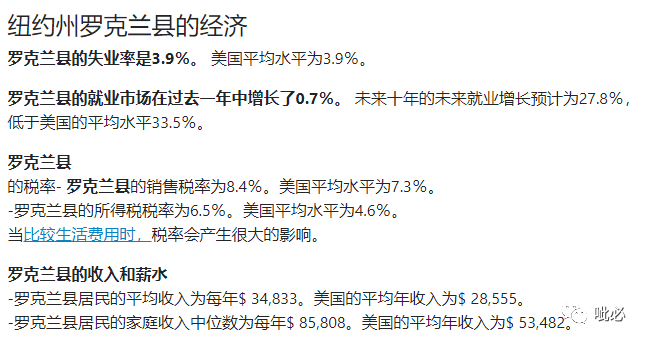 纽约州罗克兰县的经济
罗克兰县的失业率是3.9%。 美国平均水平为3.9%。
罗克兰县的就业市场在过去一年中增长了0.7%。 未来十年的未来就业增长预计为27.8%，
低于美国的平均水平33.5%。
罗克兰县
的税率- 罗克兰县的销售税率为8.4%。美国平均水平为7.3%。
-罗克兰县的所得税税率为6.5%。美国平均水平为4.6%。
当比较生活费用时，税率会产生很大的影响。
罗克兰县的收入和薪水
-罗克兰县居民的平均收入为每年$ 34,833。美国的平均年收入为$ 28,555。
-罗克兰县居民的家庭收入中位数为每年$ 85,808。美国的平均年收入为$ 53,482。
呲必